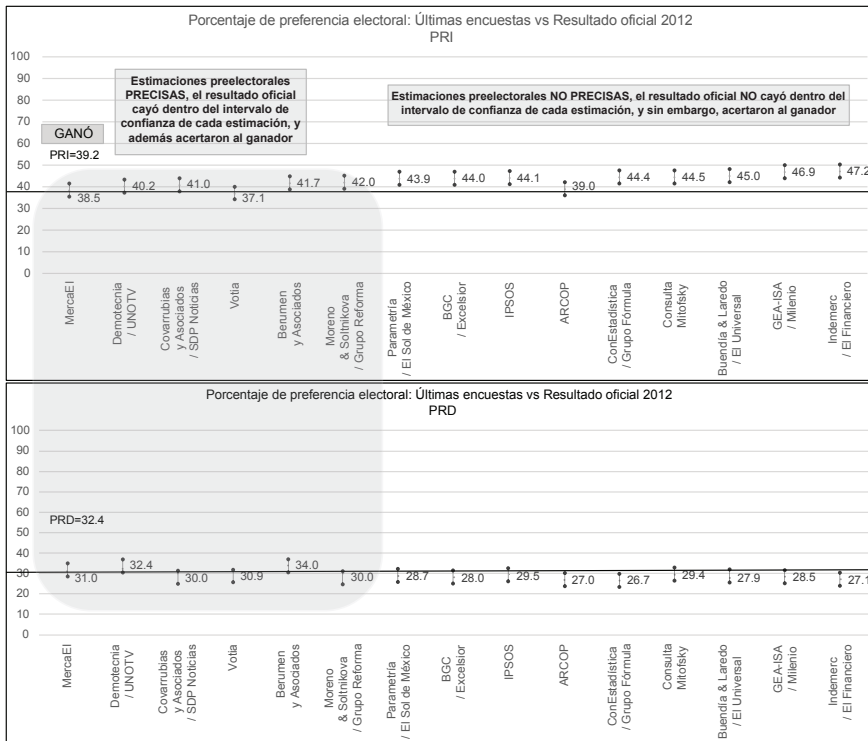 Porcentaje de preferencia electoral: Últimas encuestas vs Resultado oficial 2012
PRI
100
90
80
70
60
50
40
30
20
10
0
Estimaciones preelectorales
PRECISAS, el resultado oficial
cayó dentro del intervalo de
confianza de cada estimación, y
además acertaron al ganador
Estimaciones preelectorales NO PRECISAS, el resultado oficial NO cayó dentro del
intervalo de confianza de cada estimación, y sin embargo, acertaron al ganador
GANÓ
PRI=39.2
38.5
40.2
41.0
37.1
41.7
42.0
43.9
44.0
44.1
39.0
44.4
44.5
45.0
46.9
47.2
MercaEI
Demotecnia
/ UNOTV
Covarrubias
y Asociados
/ SDP Noticias
Votia
Berumen
y Asociados
Moreno
& Soltnikova
/ Grupo Reforma
Parametría
/ El Sol de México
BGC
/ Excelsior
IPSOS
ARCOP
ConEstadística
/ Grupo Fórmula
Consulta
Mitofsky
Buendía & Laredo
/ El Universal
GEA-ISA
/ Milenio
Indemerc
/ El Financiero
Porcentaje de preferencia electoral: Últimas encuestas vs Resultado oficial 2012
PRD
100
90
80
70
60
50
40
30
20
10
0
PRD=32.4
31.0
32.4
30.0
30.9
34.0
30.0
28.7
28.0
29.5
27.0
26.7
29.4
27.9
28.5
27.1
MercaEI
Demotecnia
/ UNOTV
Covarrubias
y Asociados
/ SDP Noticias
Votia
Berumen
y Asociados
Moreno
& Soltnikova
/ Grupo Reforma
Parametría
/ El Sol de México
BGC
/ Excelsior
IPSOS
ARCOP
ConEstadística
/ Grupo Fórmula
Consulta
Mitofsky
Buendía & Laredo
/ El Universal
GEA-ISA
/ Milenio
Indemerc
/ El Financiero